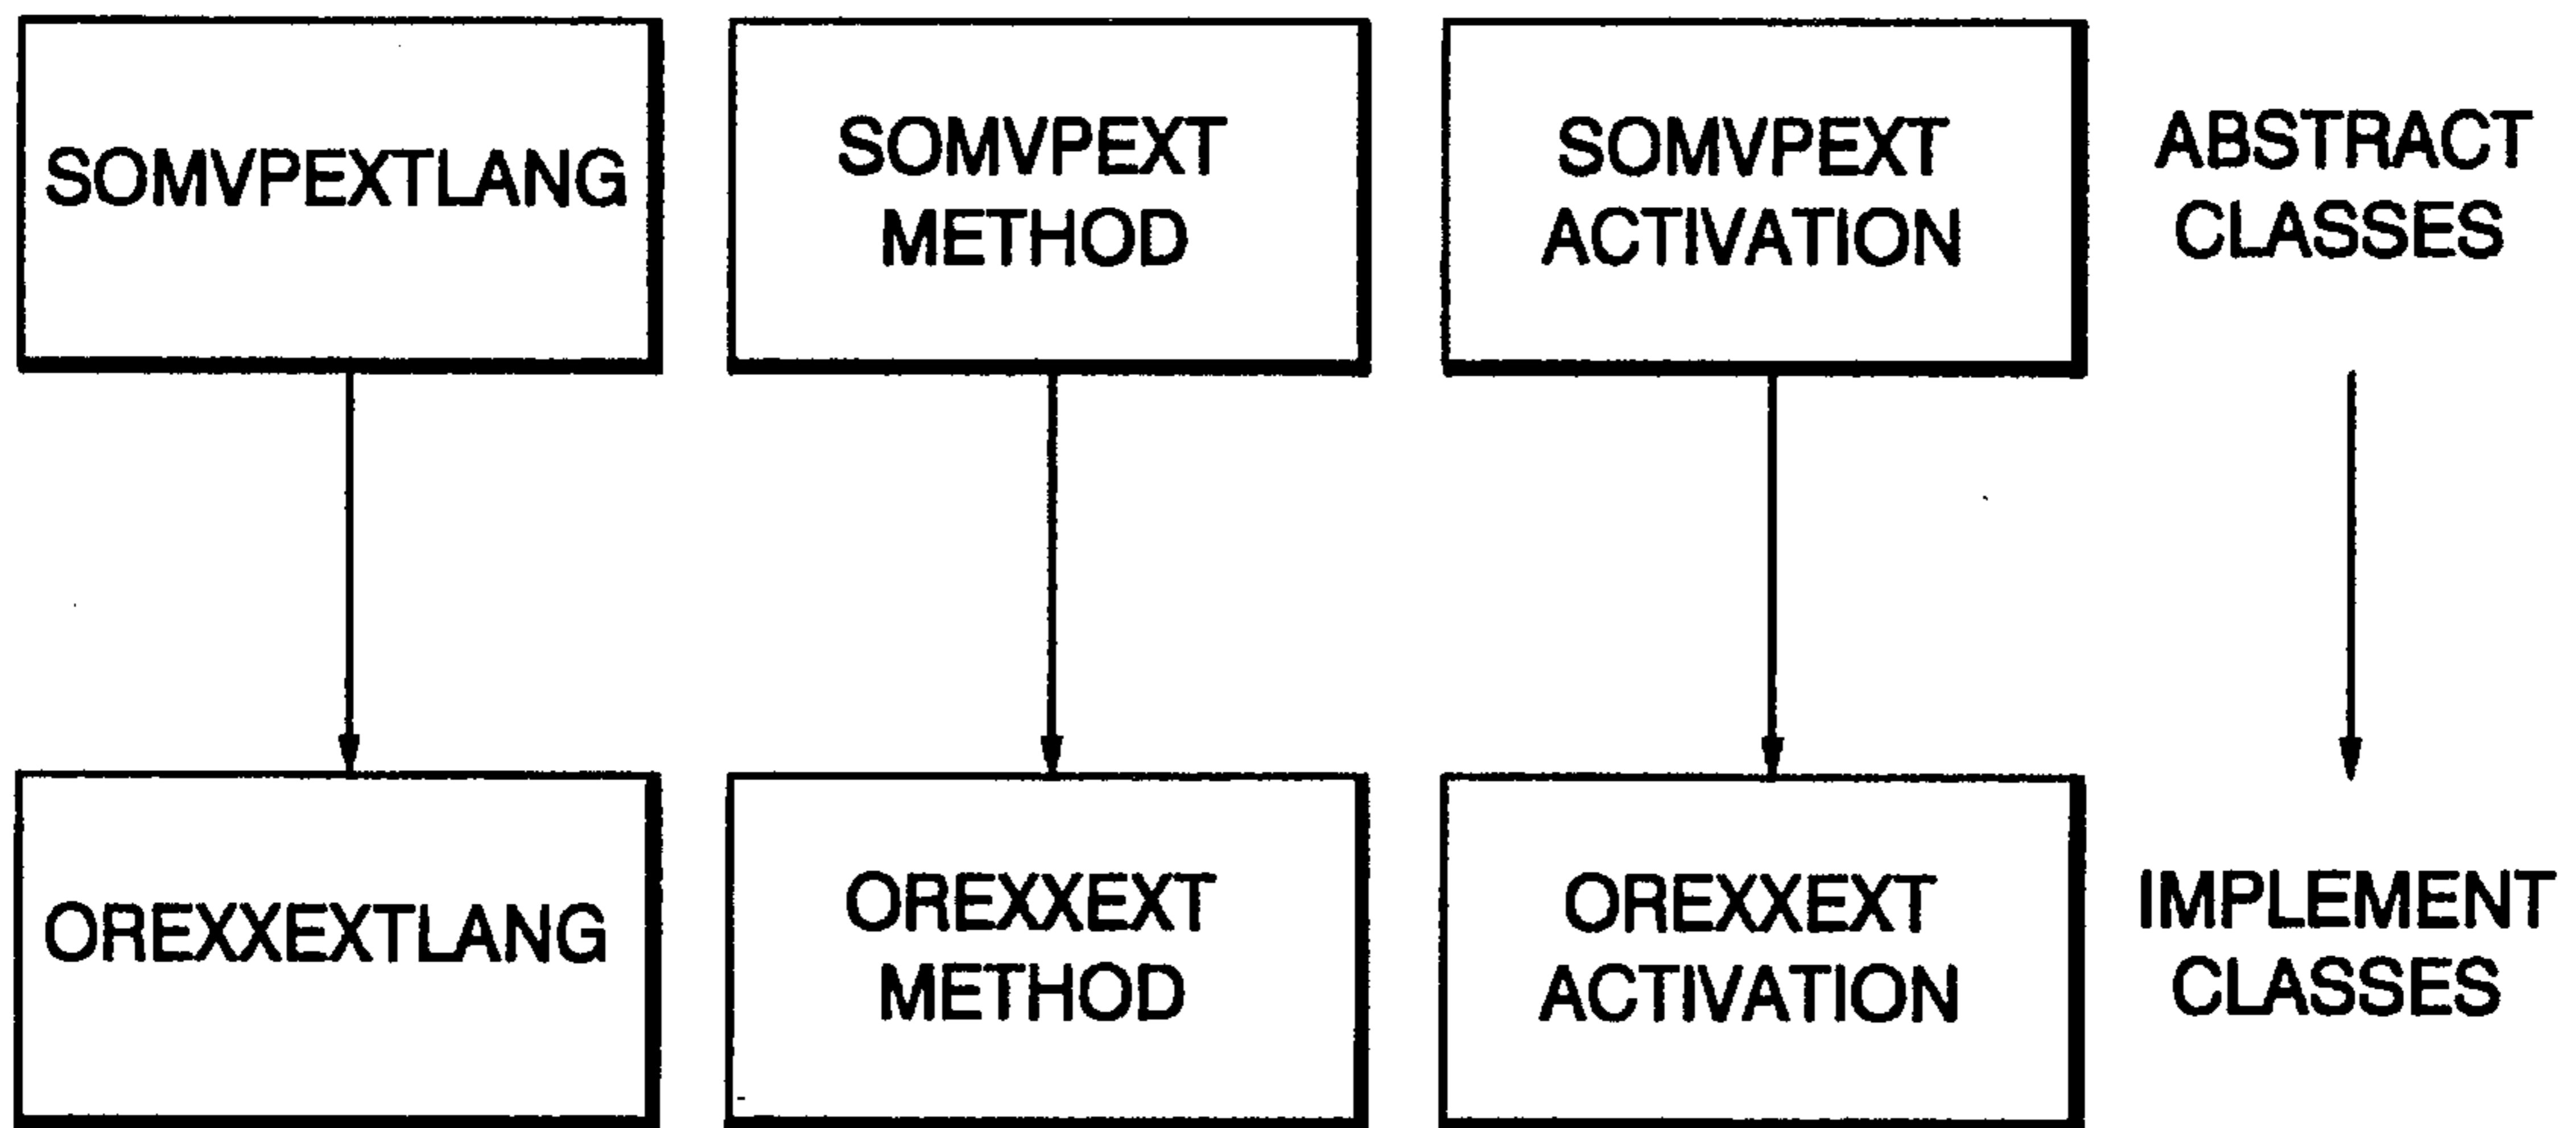 SOMVPEXTLANG
SOMVPEXT
METHOD
SOMVPEXT
ACTIVATION
ABSTRACT
CLASSES
OREXXEXTLANG
OREXXEXT
METHOD
OREXXEXT
ACTIVATION
IMPLEMENT
CLASSES